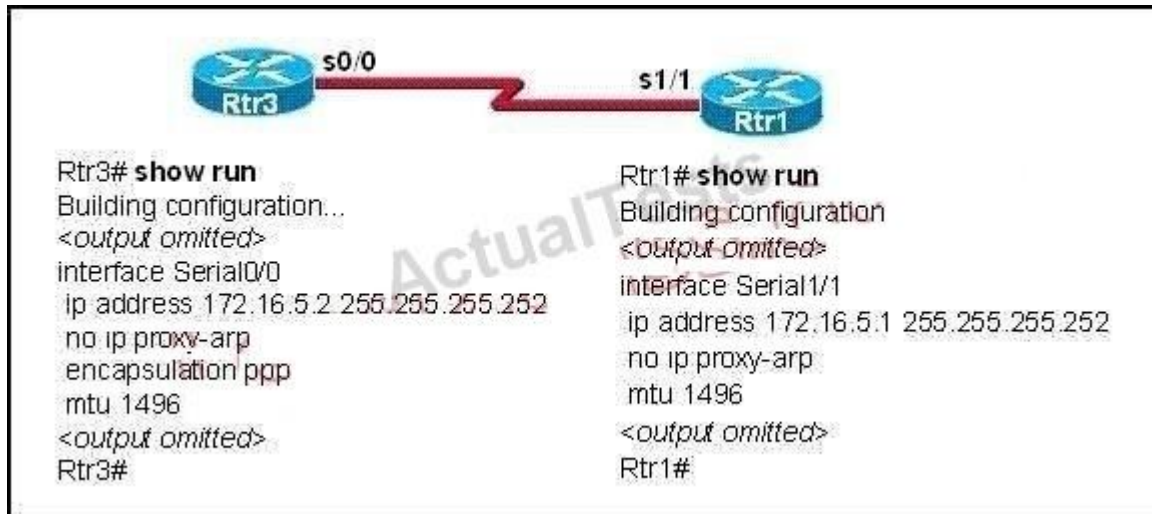 s0/0
s1/1
Rtr3
Rtr1
Rtr3# show run
Building configuration...
<output omitted>
interface Serial0/0
ip address 172.16.5.2 255.255.255.252
no ip proxy-arp
encapsulation ppp
mtu 1496
<output omitted>
Rtr3#
Rtr1# show run
Building configuration
<output omitted>
interface Serial1/1
ip address 172.16.5.1 255.255.255.252
no ip proxy-arp
mtu 1496
<output omitted>
Rtr1#
ActualTests